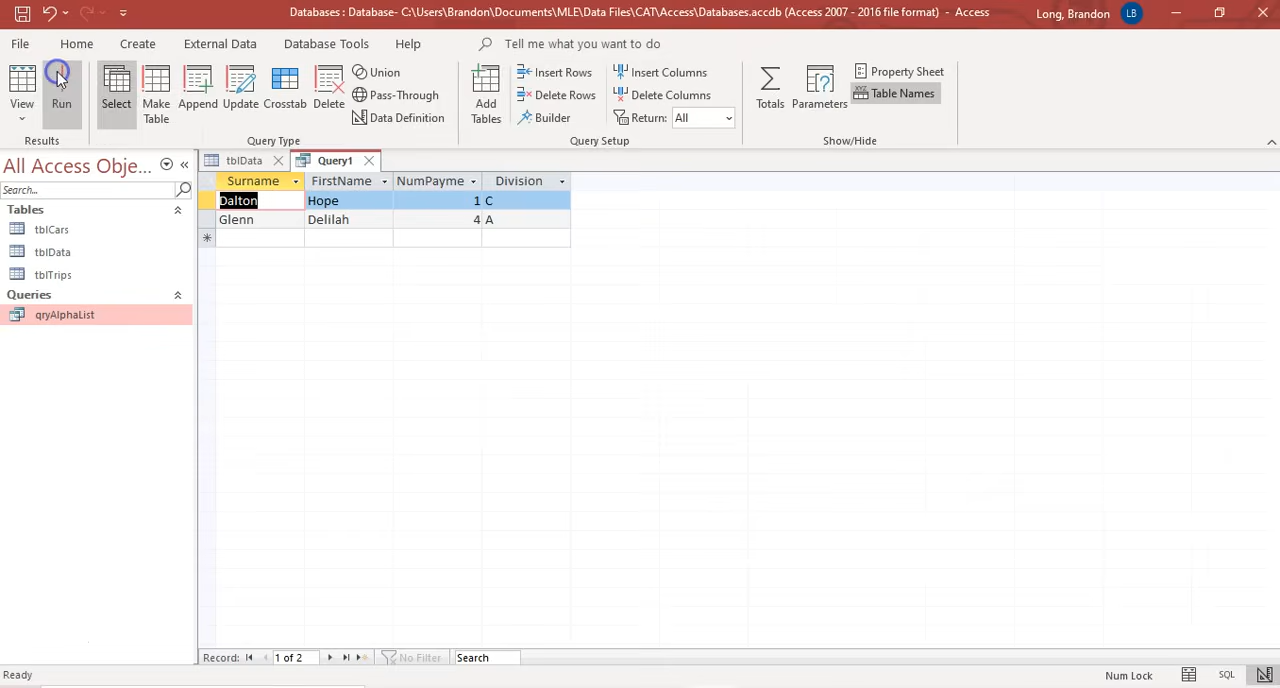 Databases : Database- C:\Users\Brandon\Documents\MLE\Data Files\CAT\Access\Databases.accdb (Access 2007 - 2016 file format) - Access
Long, Brandon
LB
File Home Create External Data Database Tools Help Tell me what you want to do
View Run Select Make Table Append Update Crosstab Delete
Union
Pass-Through
Data Definition
Add Tables
Insert Rows
Delete Rows
Builder
Insert Columns
Delete Columns
Return: All
Totals Parameters
Property Sheet
XYZ Table Names
Results Query Type Query Setup Show/Hide
All Access Obje...
Search...
Tables
tblCars
tblData
tblTrips
Queries
qryAlphaList
tblData Query1
Surname FirstName NumPayme Division
Dalton Hope 1 C
Glenn Delilah 4 A
Record: 1 of 2 No Filter Search
Ready Num Lock SQL